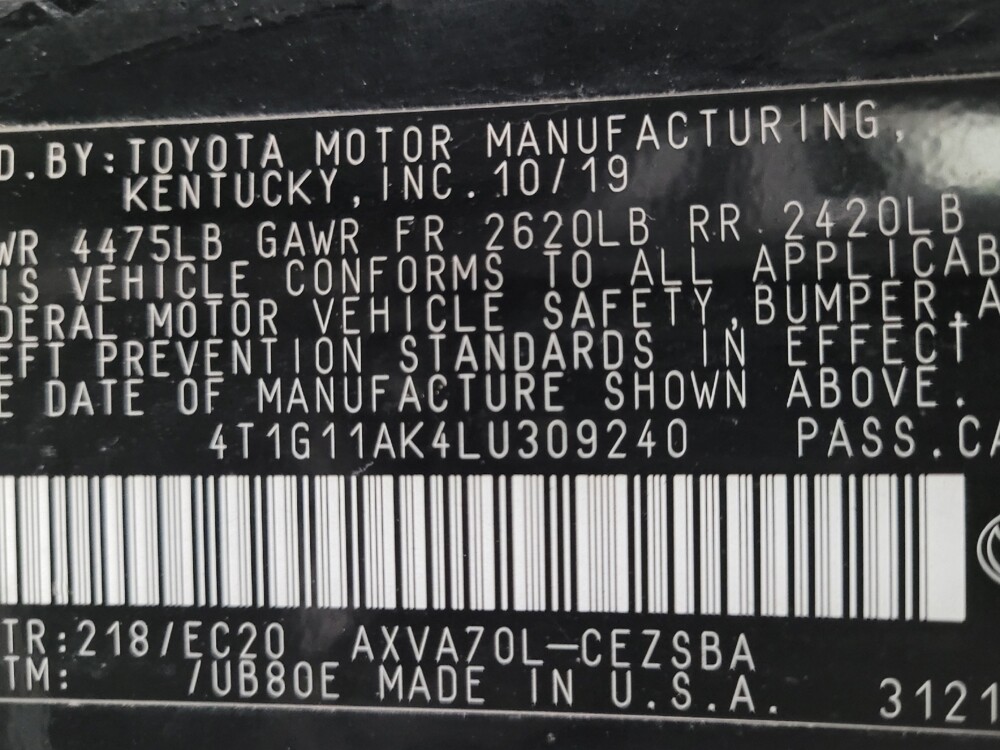 D.BY:TOYOTA MOTOR MANUFACTURING,
KENTUCKY,INC. 10/19
WR 4475LB GAWR FR 2620LB RR 2420LB
IS VEHICLE CONFORMS TO ALL APPLICAB
DERAL MOTOR VEHICLE SAFETY,BUMPER,A
EFT PREVENTION STANDARDS IN EFFECT
E DATE OF MANUFACTURE SHOWN ABOVE.
4T1G11AK4LU309240 PASS.CA
TR:218/EC20 AXVA70L-CEZSBA
TM: /UB80E MADE IN U.S.A. 3121